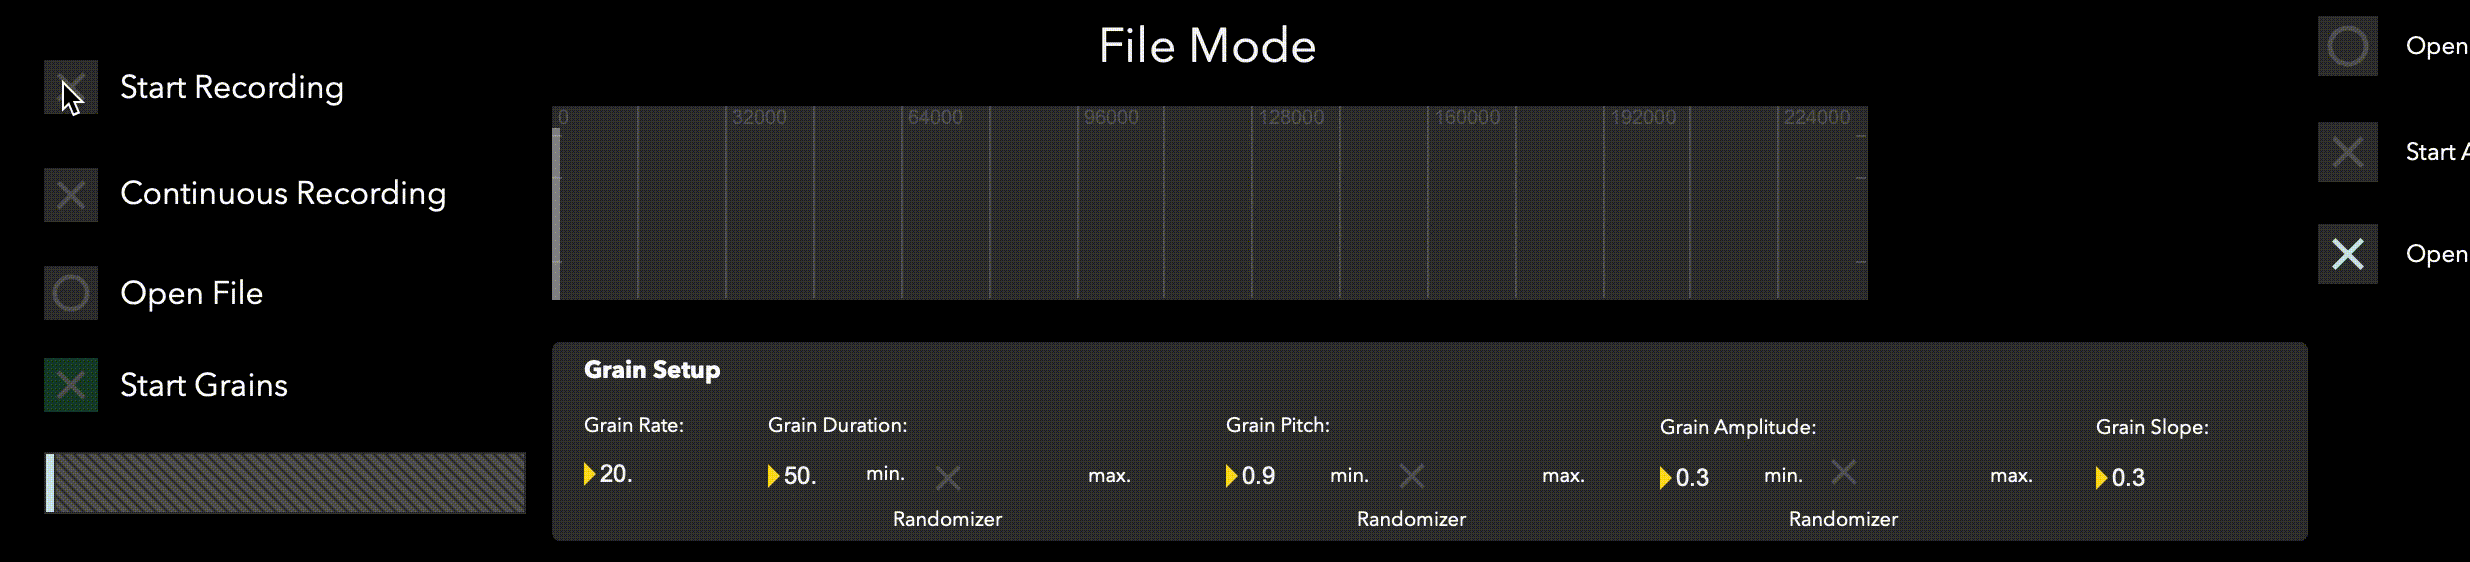 File Mode
Start Recording
Continuous Recording
Open File
Start Grains
0 32000 64000 96000 128000 160000 192000 224000
Grain Setup
Grain Rate: Grain Duration: Grain Pitch: Grain Amplitude: Grain Slope:
20. 50. min. max. 0.9 min. max. 0.3 min. max. 0.3
Randomizer Randomizer Randomizer
Open
Start A
Open